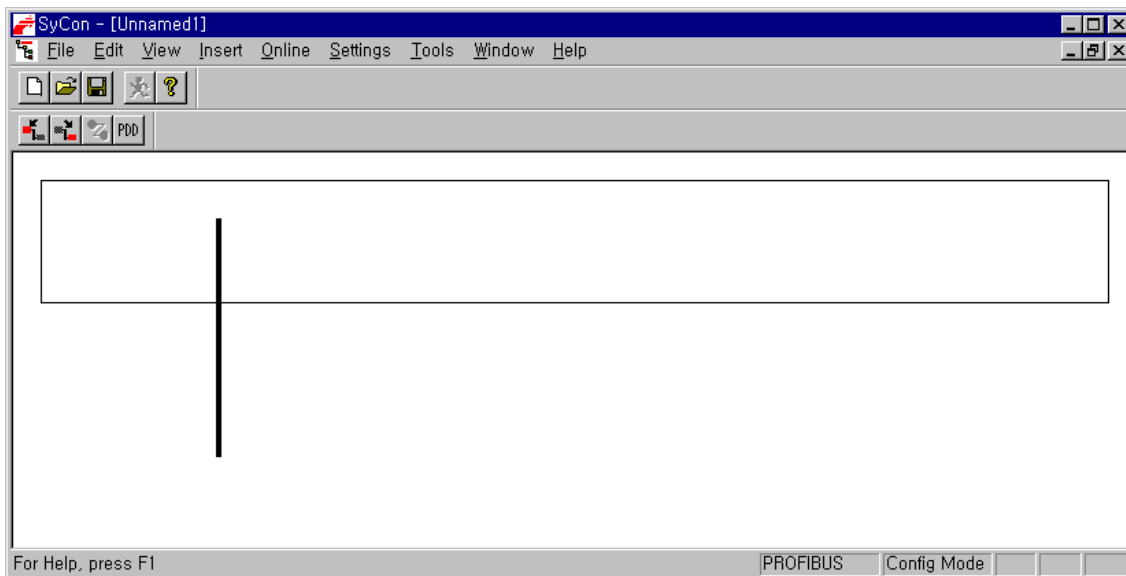 SyCon - [Unnamed1]
File Edit View Insert Online Settings Tools Window Help
PDD
For Help, press F1 PROFIBUS Config Mode